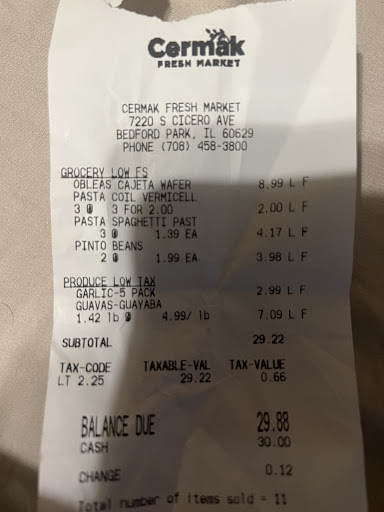 Cermak
FRESH MARKET
CERMAK FRESH MARKET
7220 S CICERO AVE
BEDFORD PARK, IL 60629
PHONE (708) 458-3800
GROCERY LOW FS
OBLEAS CAJETA WAFER 8.99 L F
PASTA COIL VERMICELL
3 @ 3 FOR 2.00 2.00 L F
PASTA SPAGHETTI PAST
3 @ 1.39 EA 4.17 L F
PINTO BEANS
2 @ 1.99 EA 3.98 L F
PRODUCE LOW TAX
GARLIC-5 PACK 2.99 L F
GUAVAS-GUAYABA
1.42 lb @ 4.99/ lb 7.09 L F
SUBTOTAL 29.22
TAX-CODE TAXABLE-VAL TAX-VALUE
LT 2.25 29.22 0.66
BALANCE DUE 29.88
CASH 30.00
CHANGE 0.12
Total number of items sold = 11